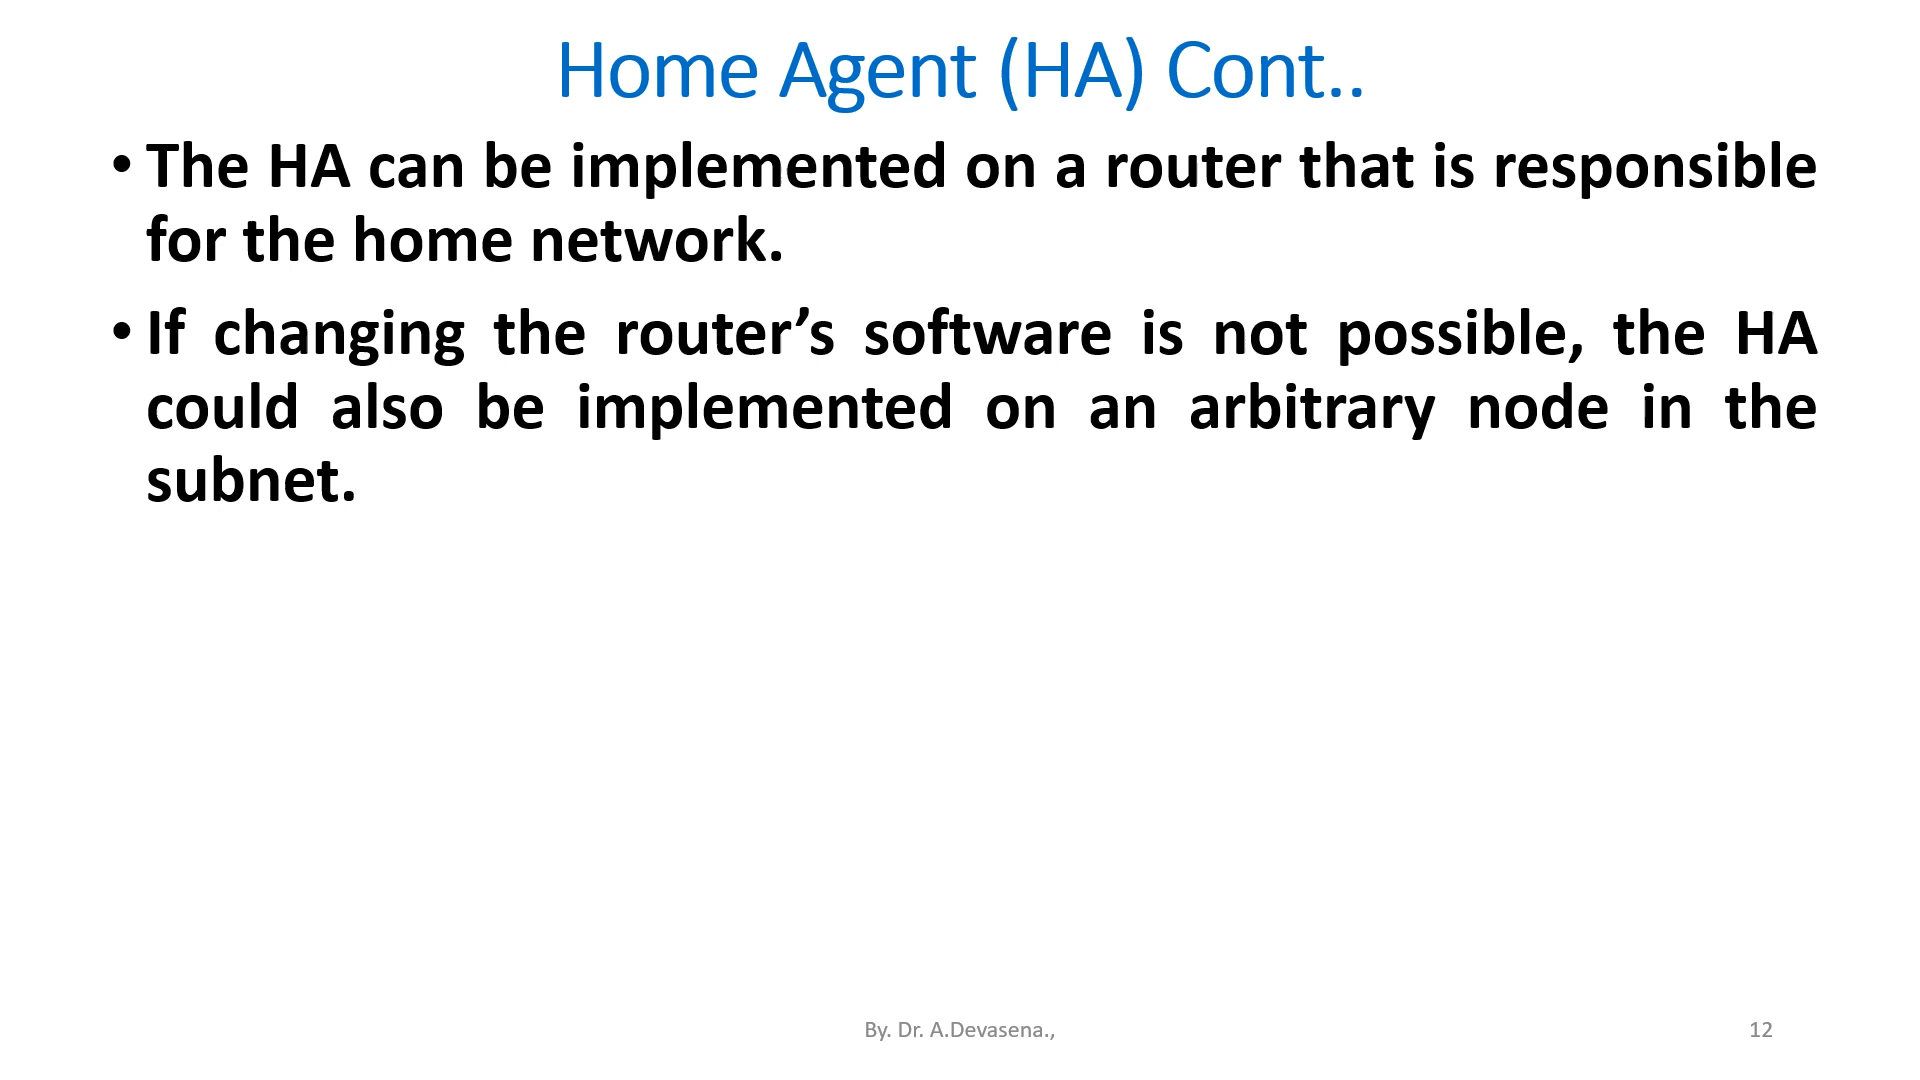 Home Agent (HA) Cont..
• The HA can be implemented on a router that is responsible
for the home network.
• If changing the router’s software is not possible, the HA
could also be implemented on an arbitrary node in the
subnet.
By. Dr. A.Devasena.,
12